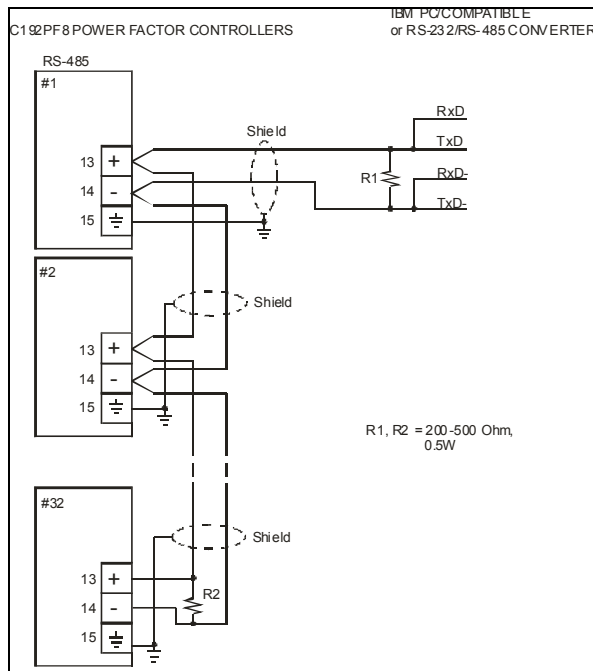 IBM PC/COMPATIBLE
C192PF8 POWER FACTOR CONTROLLERS
or RS-232/RS-485 CONVERTER
RS-485
#1
RxD
Shield
TxD
13 +
R1
RxD-
14 -
TxD-
15
#2
Shield
13 +
14 -
15
R1, R2 = 200-500 Ohm,
0.5W
#32
Shield
13 +
R2
14 -
15